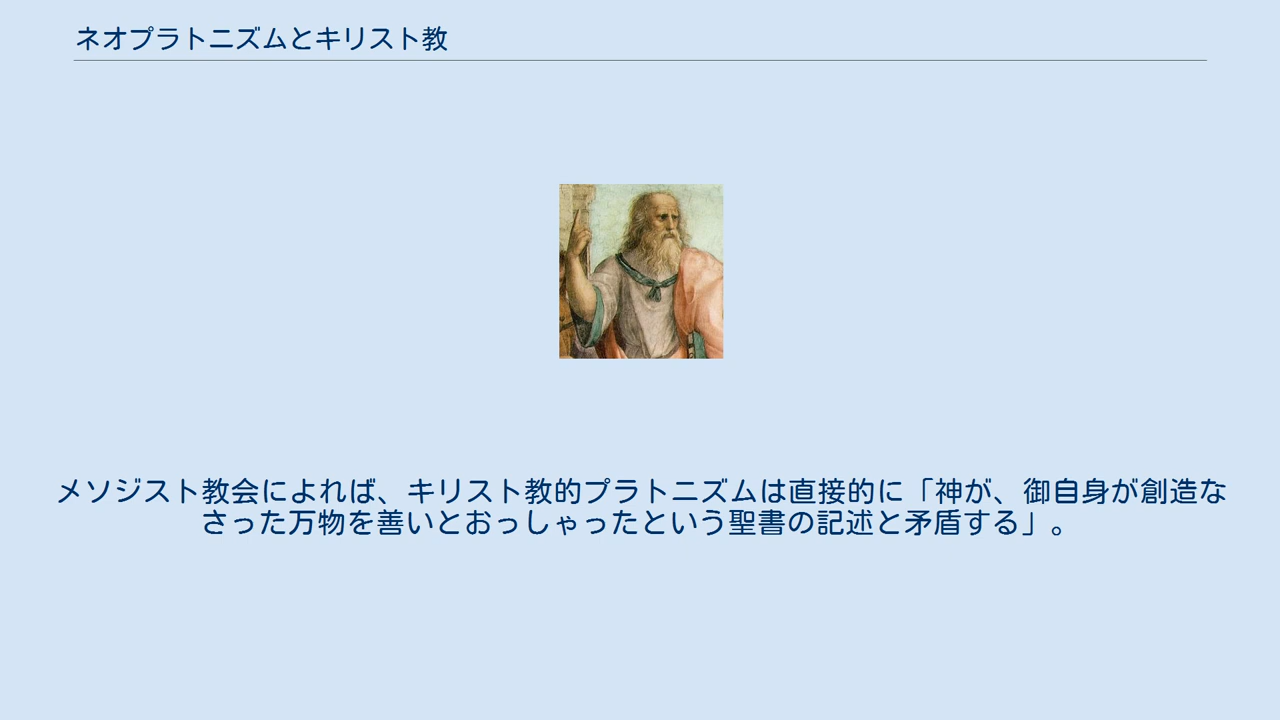 ネオプラトニズムとキリスト教
メソジスト教会によれば、キリスト教的プラトニズムは直接的に「神が、御自身が創造な
さった万物を善いとおっしゃったという聖書の記述と矛盾する」。